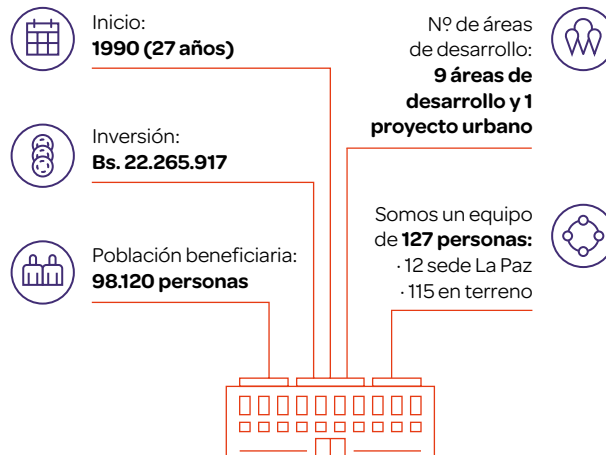 Inicio:
1990 (27 años)
Inversión:
Bs. 22.265.917
Población beneficiaria:
98.120 personas
Nº de áreas
de desarrollo:
9 áreas de
desarrollo y 1
proyecto urbano
Somos un equipo
de 127 personas:
· 12 sede La Paz
· 115 en terreno